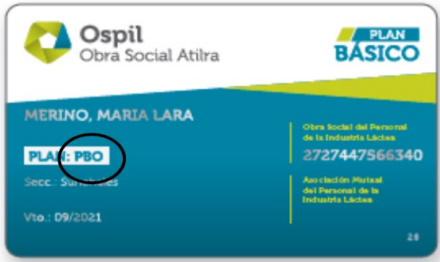 Ospil
Obra Social Atilra
PLAN
BÁSICO
MERINO, MARIA LARA
PLAN: PBO
Secc.: Sunchales
Vto.: 09/2021
Obra Social del Personal
de la Industria Láctea
2727447566340
Asociación Mutual
del Personal de la
Industria Láctea
28